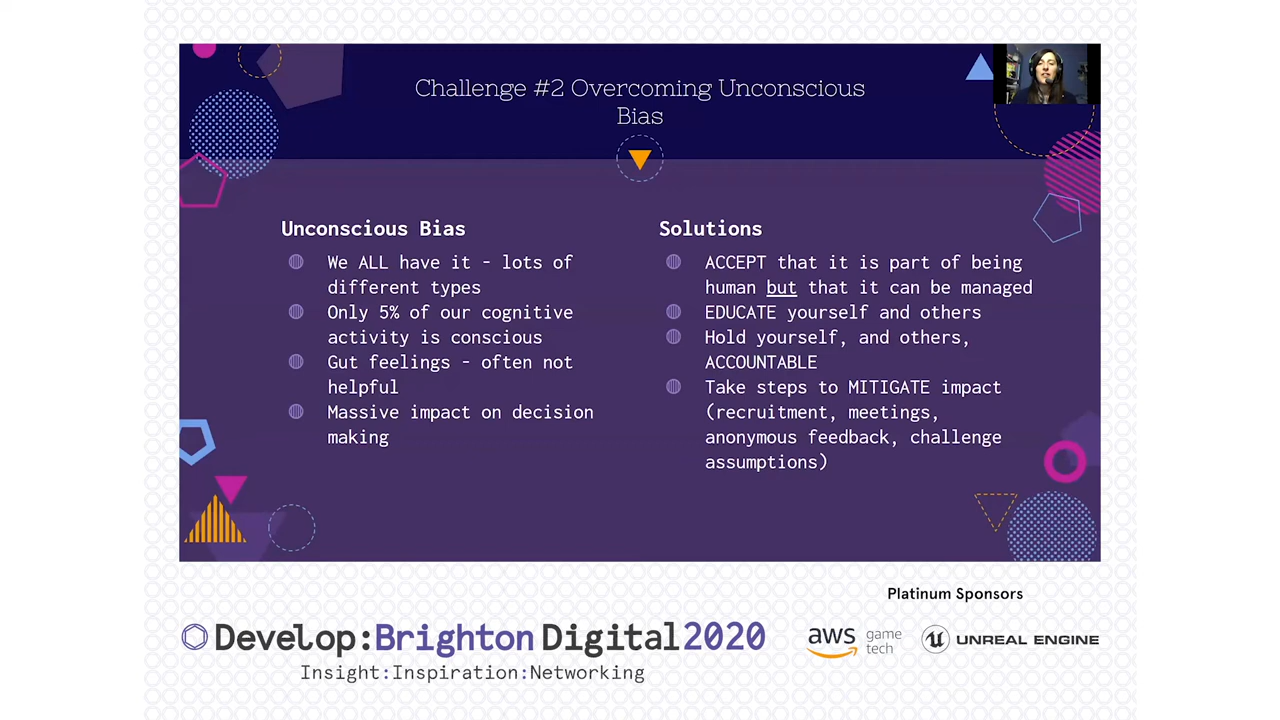 Challenge #2 Overcoming Unconscious
Bias
Unconscious Bias
We ALL have it - lots of
different types
Only 5% of our cognitive
activity is conscious
Gut feelings - often not
helpful
Massive impact on decision
making
Solutions
ACCEPT that it is part of being
human but that it can be managed
EDUCATE yourself and others
Hold yourself, and others,
ACCOUNTABLE
Take steps to MITIGATE impact
(recruitment, meetings,
anonymous feedback, challenge
assumptions)
Platinum Sponsors
Develop:Brighton Digital 2020
Insight:Inspiration:Networking
aws game
tech
UNREAL ENGINE